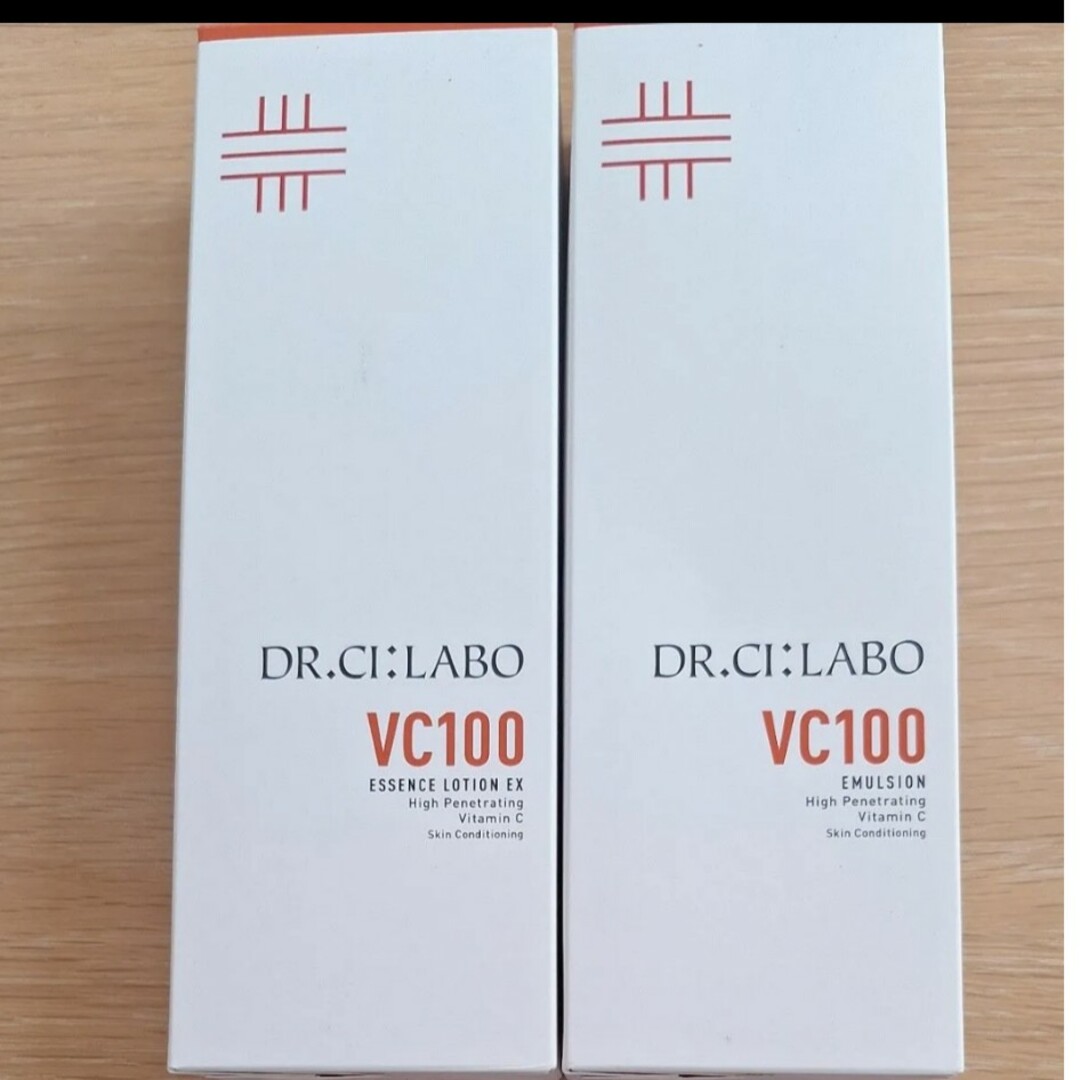 DR.CI:LABO
VC100
ESSENCE LOTION EX
High Penetrating
Vitamin C
Skin Conditioning
DR.CI:LABO
VC100
EMULSION
High Penetrating
Vitamin C
Skin Conditioning